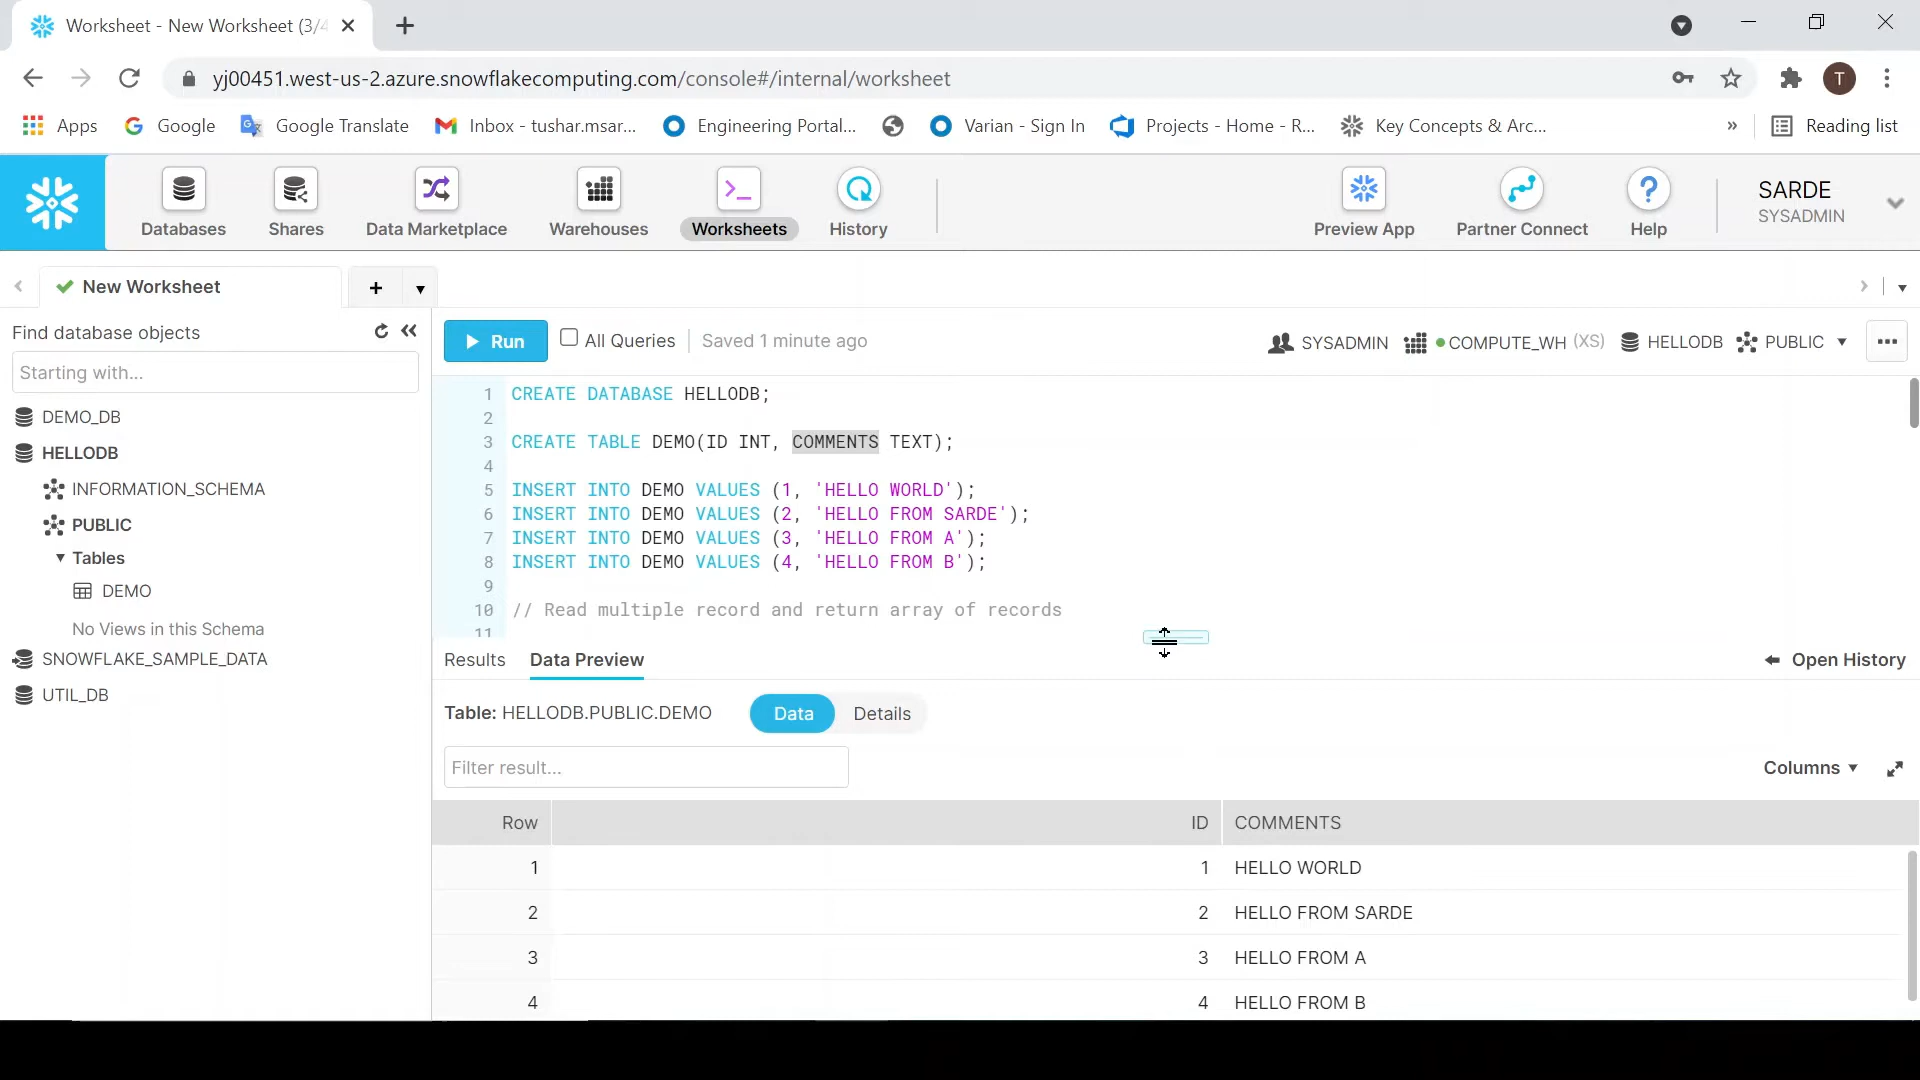 Worksheet - New Worksheet (3/4
yj00451.west-us-2.azure.snowflakecomputing.com/console#/internal/worksheet
T
Apps Google Google Translate Inbox - tushar.msar... Engineering Portal... Varian - Sign In Projects - Home - R... Key Concepts & Arc... » Reading list
Databases Shares Data Marketplace Warehouses Worksheets History Preview App Partner Connect Help
SARDE
SYSADMIN
New Worksheet
Find database objects
Starting with...
DEMO_DB
HELLODB
INFORMATION_SCHEMA
PUBLIC
Tables
DEMO
No Views in this Schema
SNOWFLAKE_SAMPLE_DATA
UTIL_DB
Run All Queries Saved 1 minute ago SYSADMIN COMPUTE_WH (XS) HELLODB PUBLIC
1 CREATE DATABASE HELLODB;
2
3 CREATE TABLE DEMO(ID INT, COMMENTS TEXT);
4
5 INSERT INTO DEMO VALUES (1, 'HELLO WORLD');
6 INSERT INTO DEMO VALUES (2, 'HELLO FROM SARDE');
7 INSERT INTO DEMO VALUES (3, 'HELLO FROM A');
8 INSERT INTO DEMO VALUES (4, 'HELLO FROM B');
9
10 // Read multiple record and return array of records
11
Results Data Preview Open History
Table: HELLODB.PUBLIC.DEMO Data Details
Filter result... Columns
Row ID COMMENTS
1 1 HELLO WORLD
2 2 HELLO FROM SARDE
3 3 HELLO FROM A
4 4 HELLO FROM B